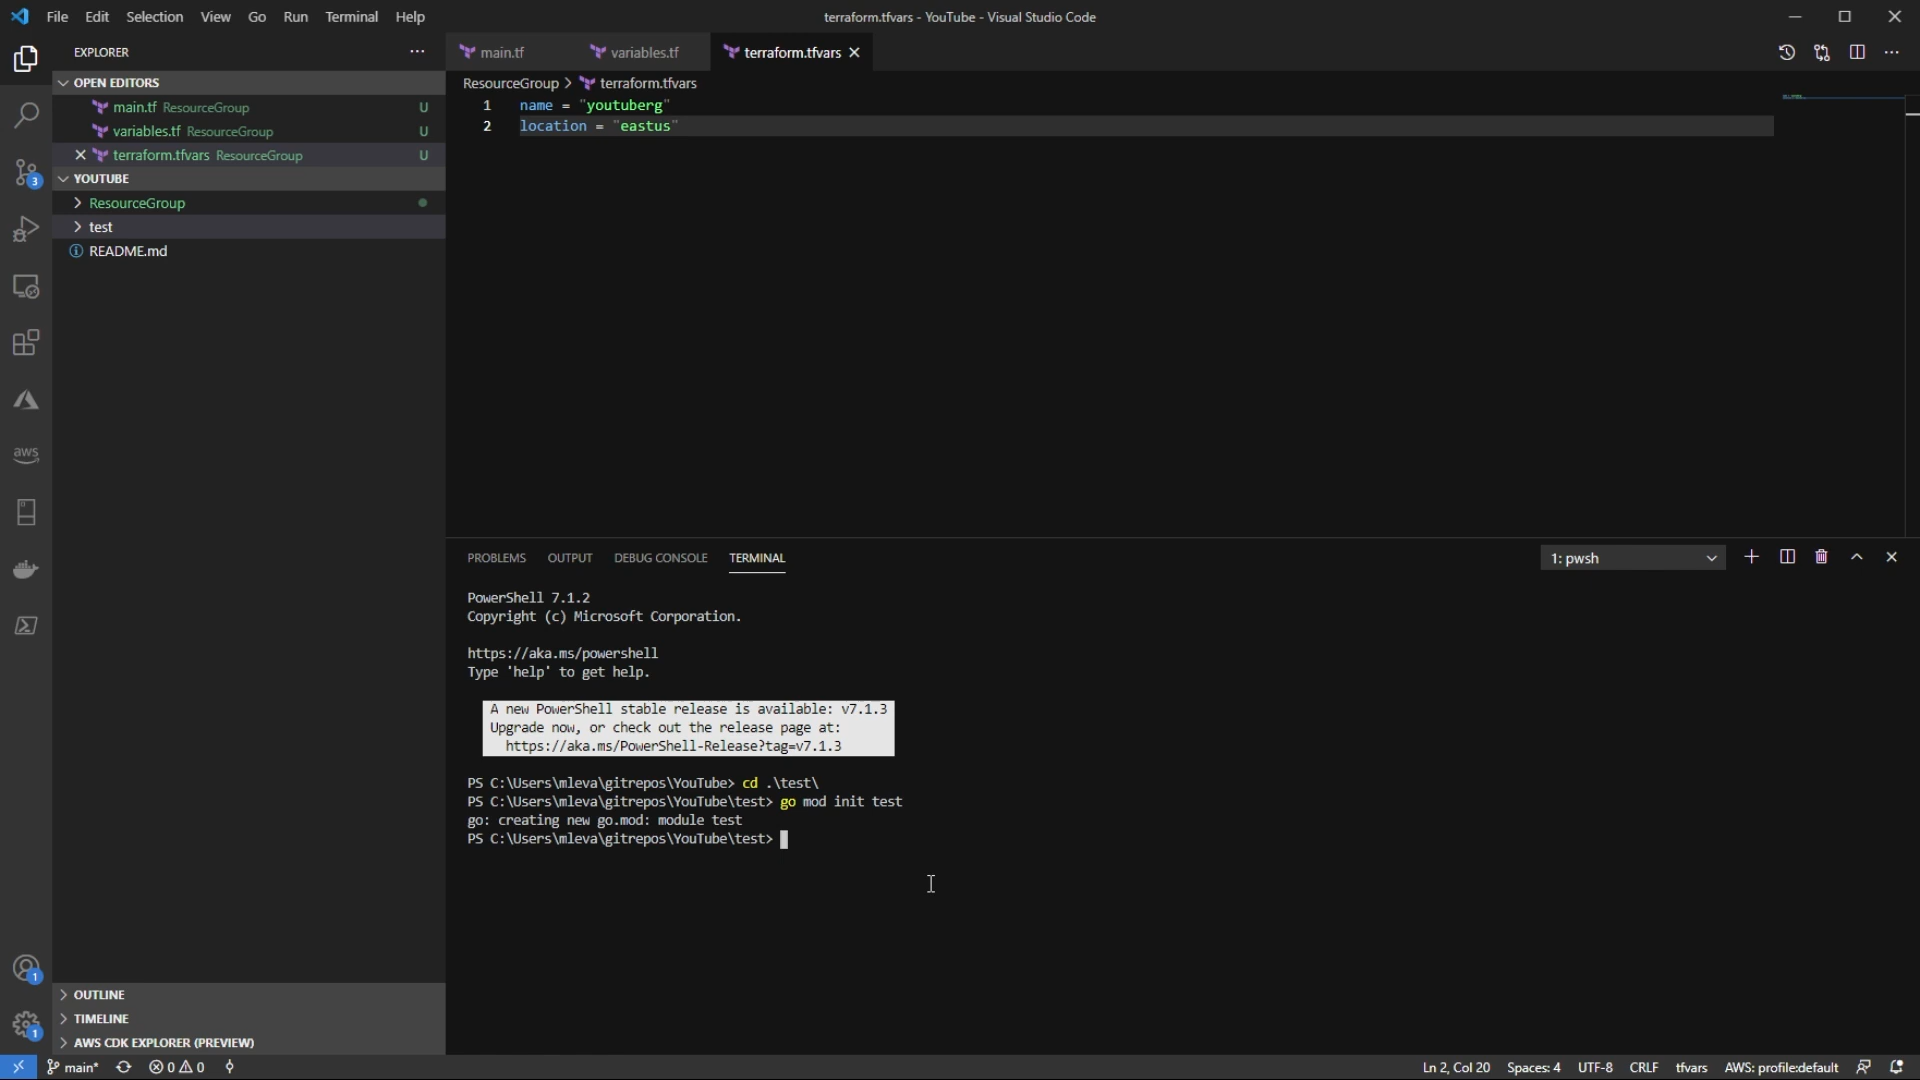 File Edit Selection View Go Run Terminal Help
terraform.tfvars - YouTube - Visual Studio Code
EXPLORER
OPEN EDITORS
main.tf ResourceGroup U
variables.tf ResourceGroup U
terraform.tfvars ResourceGroup U
YOUTUBE
ResourceGroup
test
README.md
OUTLINE
TIMELINE
AWS CDK EXPLORER (PREVIEW)
aws
3
1
1
main.tf variables.tf terraform.tfvars
ResourceGroup > terraform.tfvars
1 name = "youtuberg"
2 location = "eastus"
PROBLEMS OUTPUT DEBUG CONSOLE TERMINAL
1: pwsh
PowerShell 7.1.2
Copyright (c) Microsoft Corporation.
https://aka.ms/powershell
Type 'help' to get help.
A new PowerShell stable release is available: v7.1.3
Upgrade now, or check out the release page at:
https://aka.ms/PowerShell-Release?tag=v7.1.3
PS C:\Users\mleva\gitrepos\YouTube> cd .\test\
PS C:\Users\mleva\gitrepos\YouTube\test> go mod init test
go: creating new go.mod: module test
PS C:\Users\mleva\gitrepos\YouTube\test>
main* 0 0
Ln 2, Col 20 Spaces: 4 UTF-8 CRLF tfvars AWS: profile:default